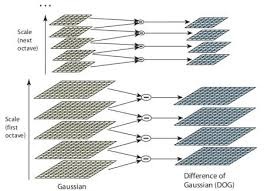 ...
Scale
(next
octave)
Scale
(first
octave)
Gaussian
Difference of
Gaussian (DOG)